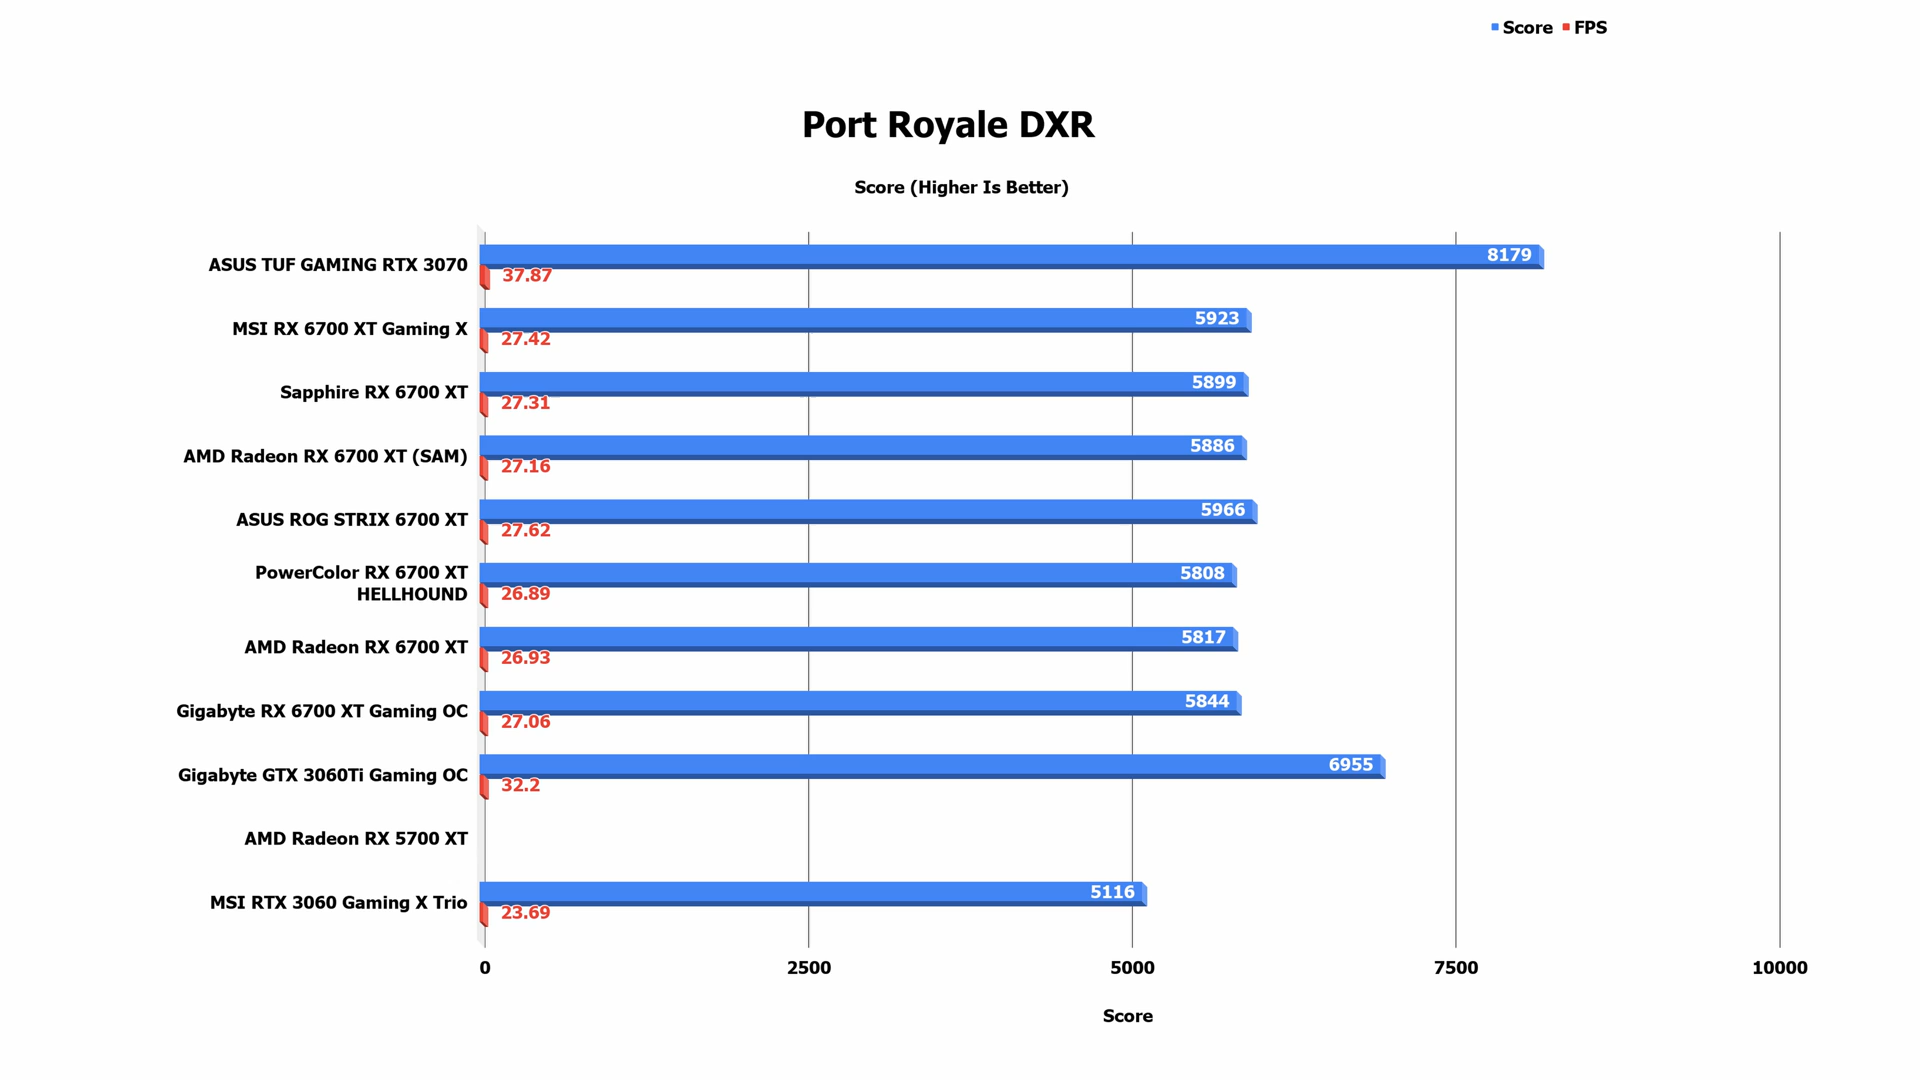 Score FPS
Port Royale DXR
Score (Higher Is Better)
ASUS TUF GAMING RTX 3070
8179
37.87
MSI RX 6700 XT Gaming X
5923
27.42
Sapphire RX 6700 XT
5899
27.31
AMD Radeon RX 6700 XT (SAM)
5886
27.16
ASUS ROG STRIX 6700 XT
5966
27.62
PowerColor RX 6700 XT
HELLHOUND
5808
26.89
AMD Radeon RX 6700 XT
5817
26.93
Gigabyte RX 6700 XT Gaming OC
5844
27.06
Gigabyte GTX 3060Ti Gaming OC
6955
32.2
AMD Radeon RX 5700 XT
MSI RTX 3060 Gaming X Trio
5116
23.69
0 2500 5000 7500 10000
Score